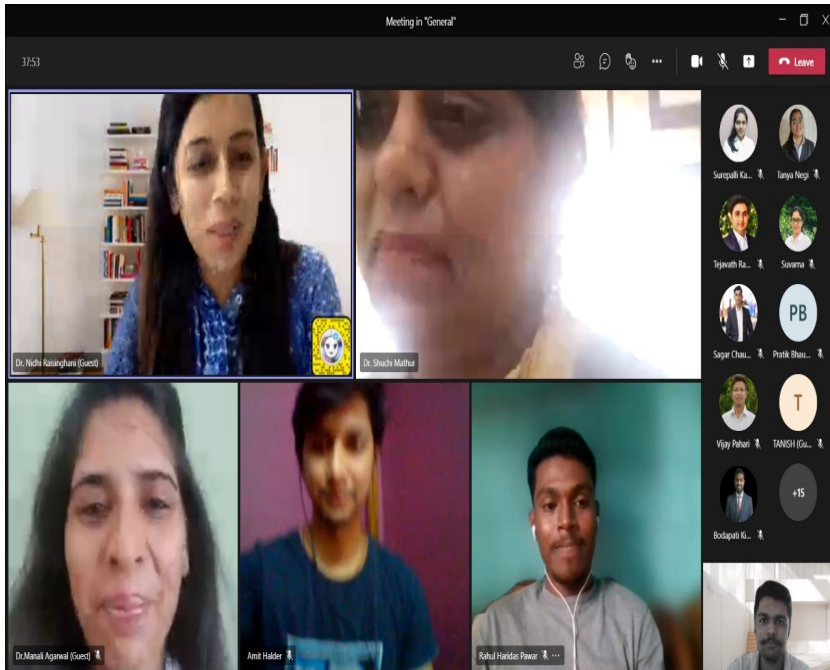 Meeting in "General"
37:53
Leave
Dr. Nidhi Raisinghani (Guest)
Dr. Shuchi Mathur
Surepalli Ka...
Tanya Negi
Tejavath Ra...
Suvarna
Sagar Chau...
PB
Pratik Bhau...
Vijay Pahari
T
TANISH (Gu...
Bodapati Ki...
+15
Dr.Manali Agarwal (Guest)
Amit Halder
Rahul Haridas Pawar